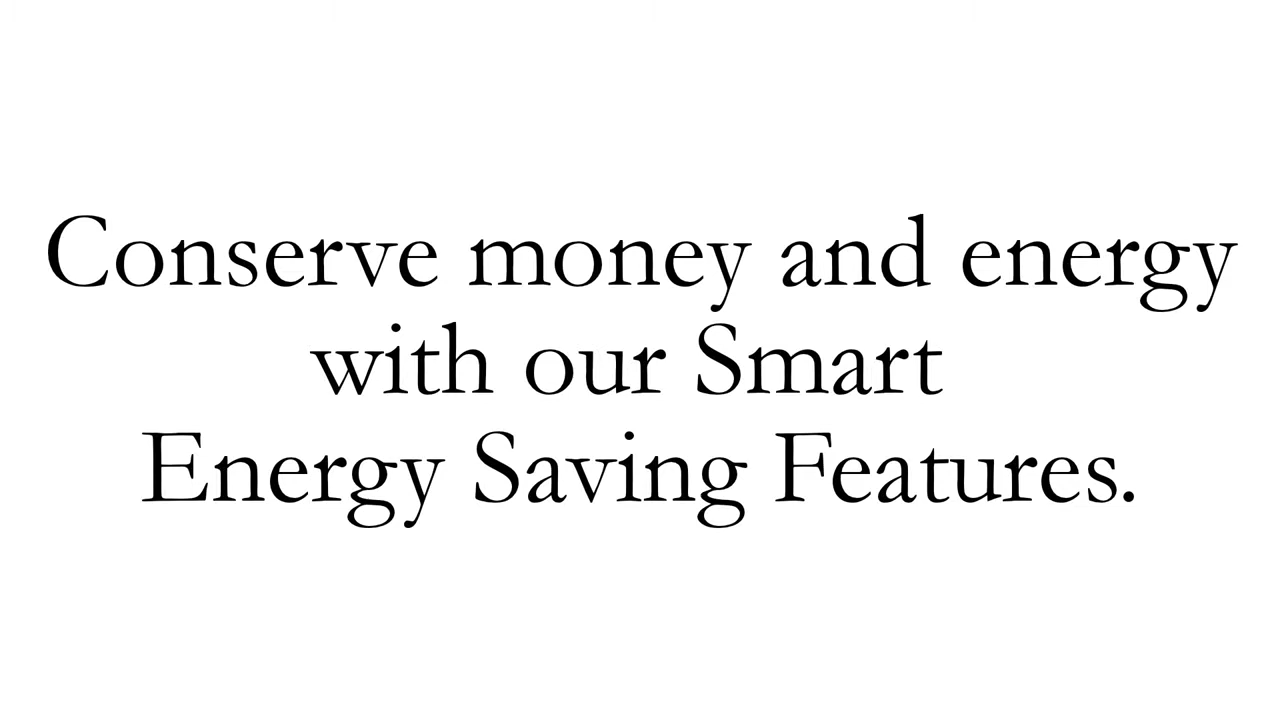 Conserve money and energy
with our Smart
Energy Saving Features.